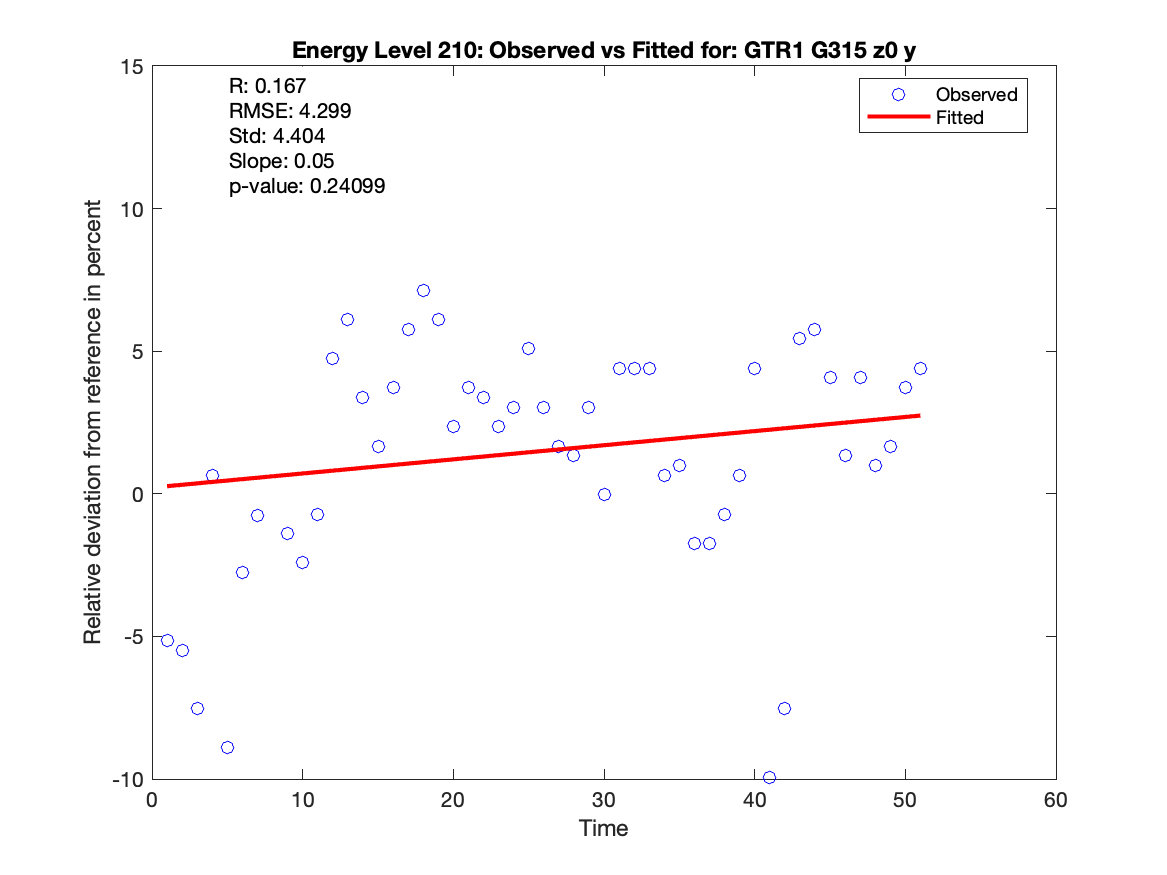 Energy Level 210: Observed vs Fitted for: GTR1 G315 z0 y
R: 0.167
RMSE: 4.299
Std: 4.404
Slope: 0.05
p-value: 0.24099
Observed
Fitted
Relative deviation from reference in percent
15
10
5
0
-5
-10
0 10 20 30 40 50 60
Time